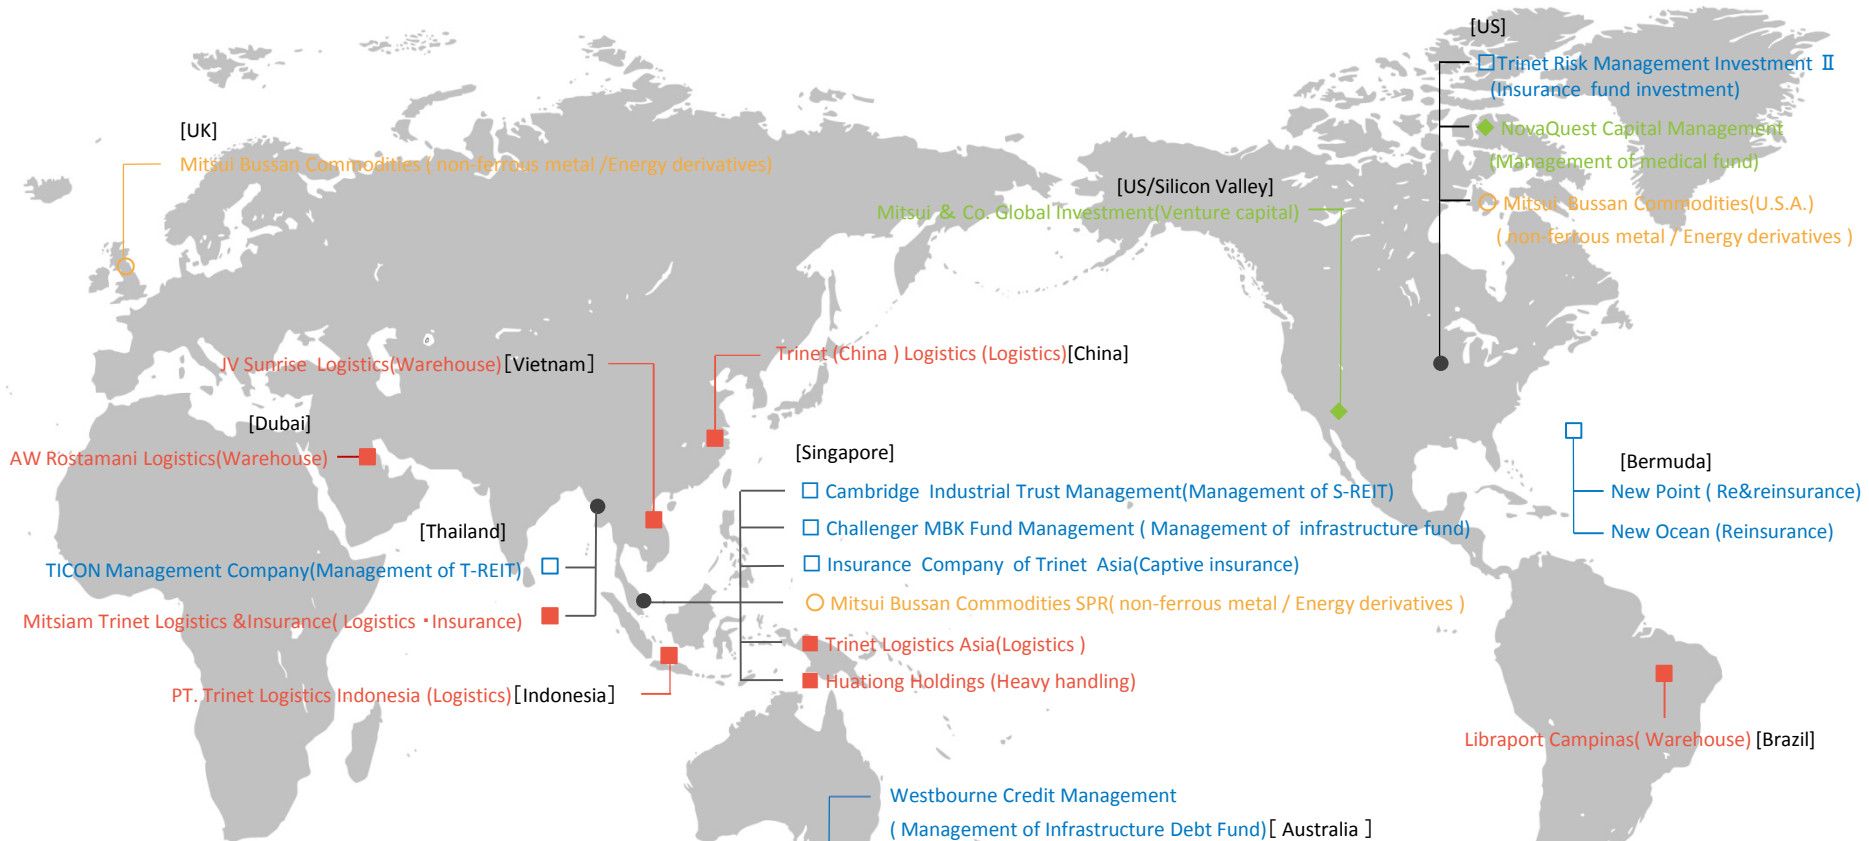 [US]
Trinet Risk Management Investment Ⅱ
(Insurance fund investment)
NovaQuest Capital Management
(Management of medical fund)
Mitsui Bussan Commodities(U.S.A.)
( non-ferrous metal / Energy derivatives )
[UK]
Mitsui Bussan Commodities ( non-ferrous metal /Energy derivatives)
[US/Silicon Valley]
Mitsui & Co. Global Investment(Venture capital)
JV Sunrise Logistics(Warehouse) [Vietnam]
Trinet (China ) Logistics (Logistics)[China]
[Dubai]
AW Rostamani Logistics(Warehouse)
[Singapore]
Cambridge Industrial Trust Management(Management of S-REIT)
Challenger MBK Fund Management ( Management of infrastructure fund)
Insurance Company of Trinet Asia(Captive insurance)
Mitsui Bussan Commodities SPR( non-ferrous metal / Energy derivatives )
Trinet Logistics Asia(Logistics )
Huationg Holdings (Heavy handling)
[Bermuda]
New Point ( Re&reinsurance)
New Ocean (Reinsurance)
[Thailand]
TICON Management Company(Management of T-REIT)
Mitsiam Trinet Logistics &Insurance( Logistics ・Insurance)
PT. Trinet Logistics Indonesia (Logistics) [Indonesia]
Libraport Campinas( Warehouse) [Brazil]
Westbourne Credit Management
( Management of Infrastructure Debt Fund) [ Australia ]